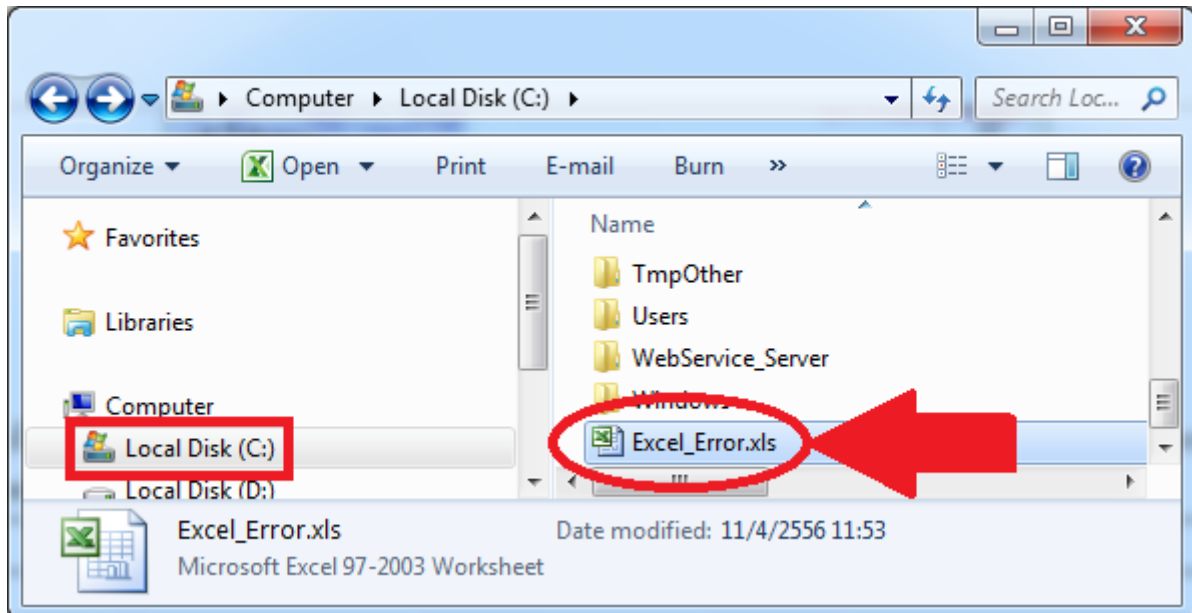 Computer Local Disk (C:) Search Loc...
Organize Open Print E-mail Burn »
Favorites
Libraries
Computer
Local Disk (C:)
Local Disk (D:)
Name
TmpOther
Users
WebService_Server
Windows
Excel_Error.xls
Excel_Error.xls Date modified: 11/4/2556 11:53
Microsoft Excel 97-2003 Worksheet